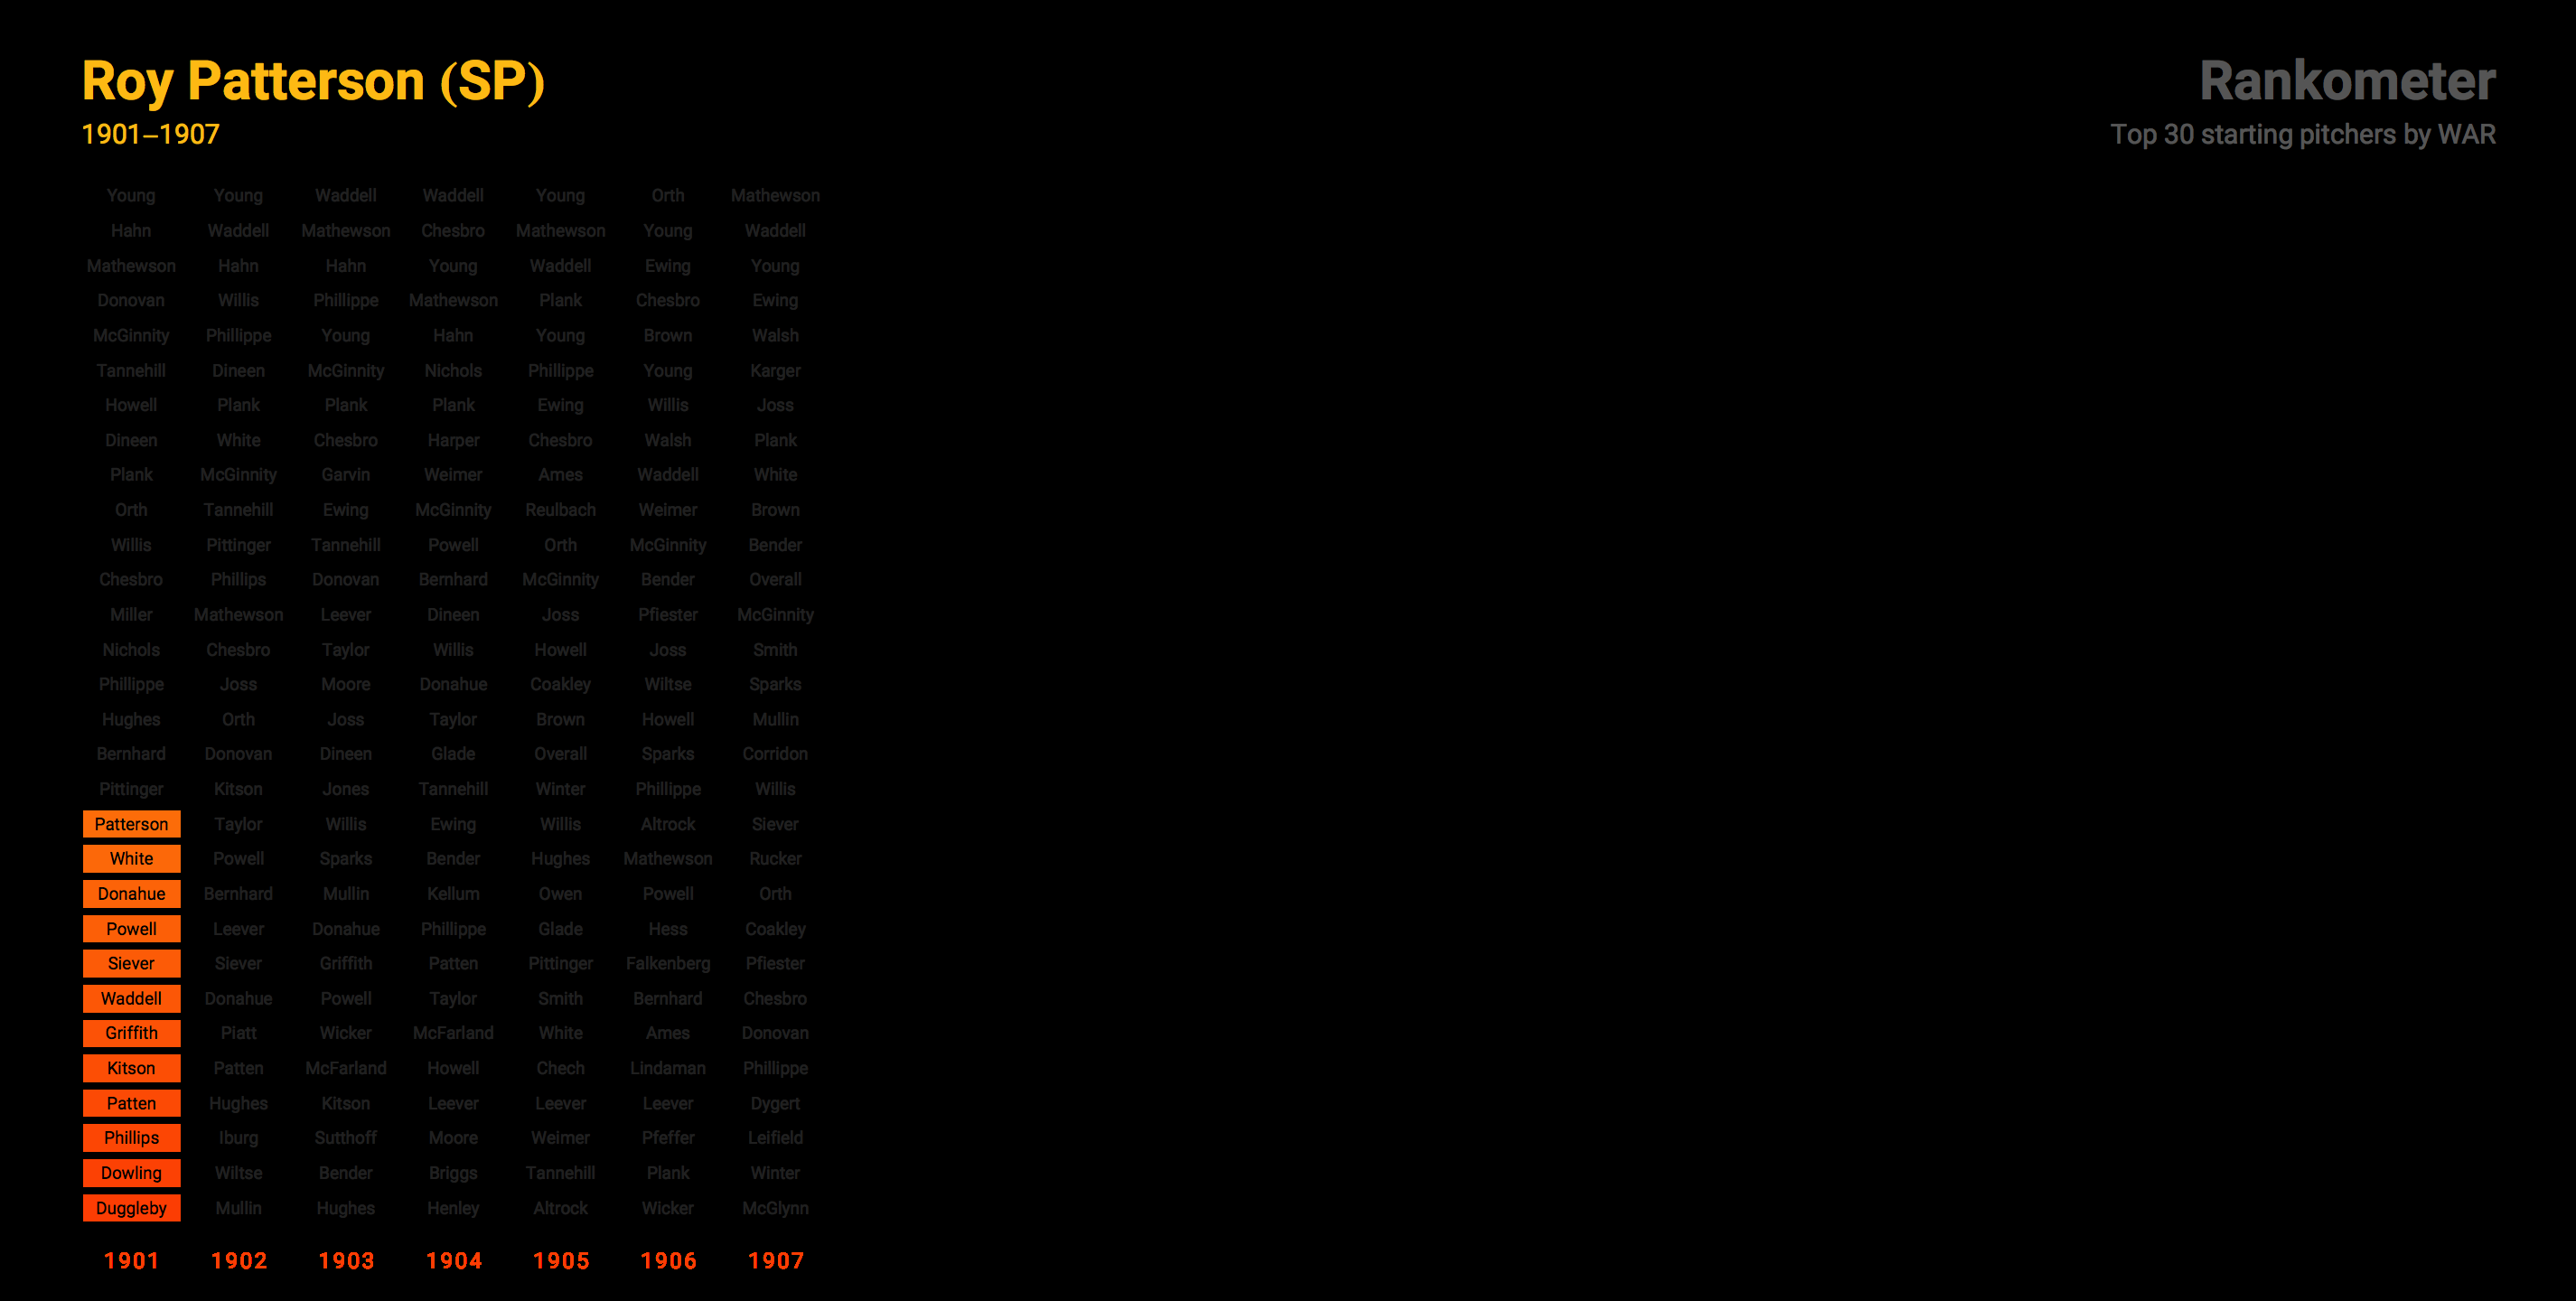 Roy Patterson (SP)
1901–1907
Rankometer
Top 30 starting pitchers by WAR
Young Young Waddell Waddell Young Orth Mathewson
Hahn Waddell Mathewson Chesbro Mathewson Young Waddell
Mathewson Hahn Hahn Young Waddell Ewing Young
Donovan Willis Phillippe Mathewson Plank Chesbro Ewing
McGinnity Phillippe Young Hahn Young Brown Walsh
Tannehill Dineen McGinnity Nichols Phillippe Young Karger
Howell Plank Plank Plank Ewing Willis Joss
Dineen White Chesbro Harper Chesbro Walsh Plank
Plank McGinnity Garvin Weimer Ames Waddell White
Orth Tannehill Ewing McGinnity Reulbach Weimer Brown
Willis Pittinger Tannehill Powell Orth McGinnity Bender
Chesbro Phillips Donovan Bernhard McGinnity Bender Overall
Miller Mathewson Leever Dineen Joss Pfiester McGinnity
Nichols Chesbro Taylor Willis Howell Joss Smith
Phillippe Joss Moore Donahue Coakley Wiltse Sparks
Hughes Orth Joss Taylor Brown Howell Mullin
Bernhard Donovan Dineen Glade Overall Sparks Corridon
Pittinger Kitson Jones Tannehill Winter Phillippe Willis
Patterson Taylor Willis Ewing Willis Altrock Siever
White Powell Sparks Bender Hughes Mathewson Rucker
Donahue Bernhard Mullin Kellum Owen Powell Orth
Powell Leever Donahue Phillippe Glade Hess Coakley
Siever Siever Griffith Patten Pittinger Falkenberg Pfiester
Waddell Donahue Powell Taylor Smith Bernhard Chesbro
Griffith Piatt Wicker McFarland White Ames Donovan
Kitson Patten McFarland Howell Chech Lindaman Phillippe
Patten Hughes Kitson Leever Leever Leever Dygert
Phillips Iburg Sutthoff Moore Weimer Pfeffer Leifield
Dowling Wiltse Bender Briggs Tannehill Plank Winter
Duggleby Mullin Hughes Henley Altrock Wicker McGlynn
1901 1902 1903 1904 1905 1906 1907